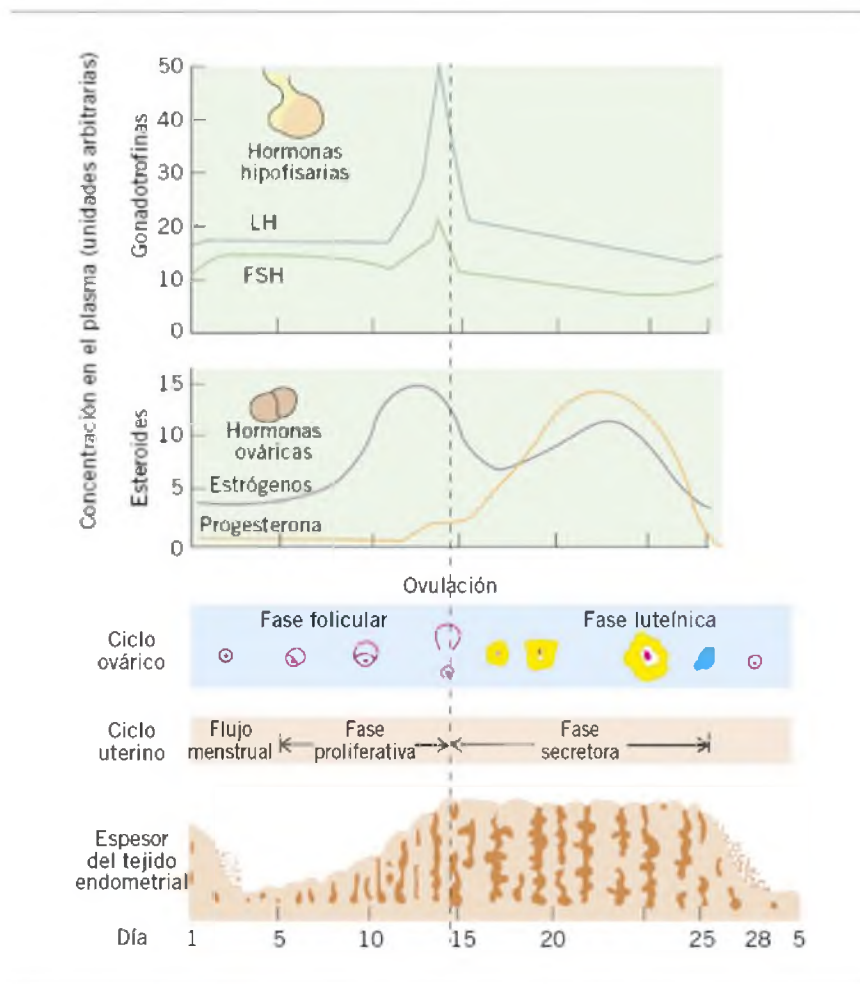 Concentración en el plasma (unidades arbitrarias)
Gonadotrofinas
50
40
30
20
10
0
Hormonas
hipofisarias
LH
FSH
Esteroides
15
10
5
0
Hormonas
ováricas
Estrógenos
Progesterona
Ovulación
Ciclo
ovárico
Fase folicular
Fase luteínica
Ciclo
uterino
Flujo
menstrual
Fase
proliferativa
Fase
secretora
Espesor
del tejido
endometrial
Día 1 5 10 15 20 25 28 5